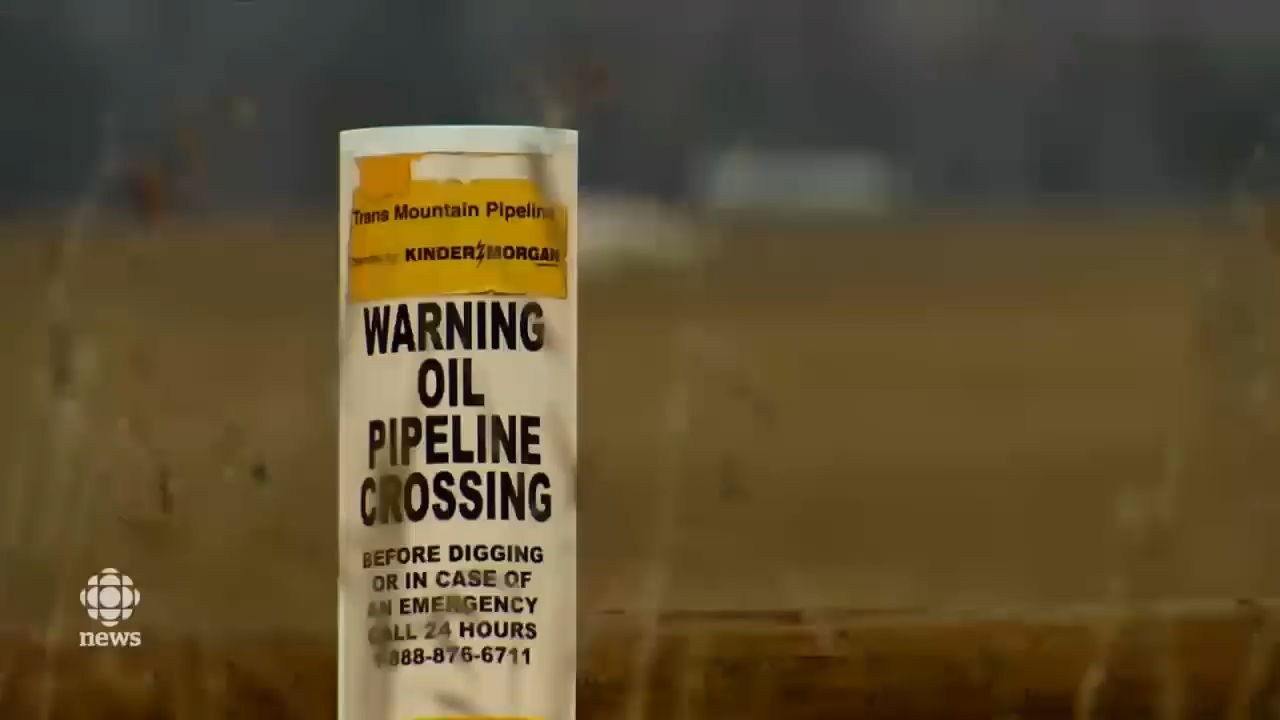 Trans Mountain Pipeline
KINDER MORGAN
WARNING
OIL
PIPELINE
CROSSING
BEFORE DIGGING
OR IN CASE OF
AN EMERGENCY
CALL 24 HOURS
1-888-876-6711
news